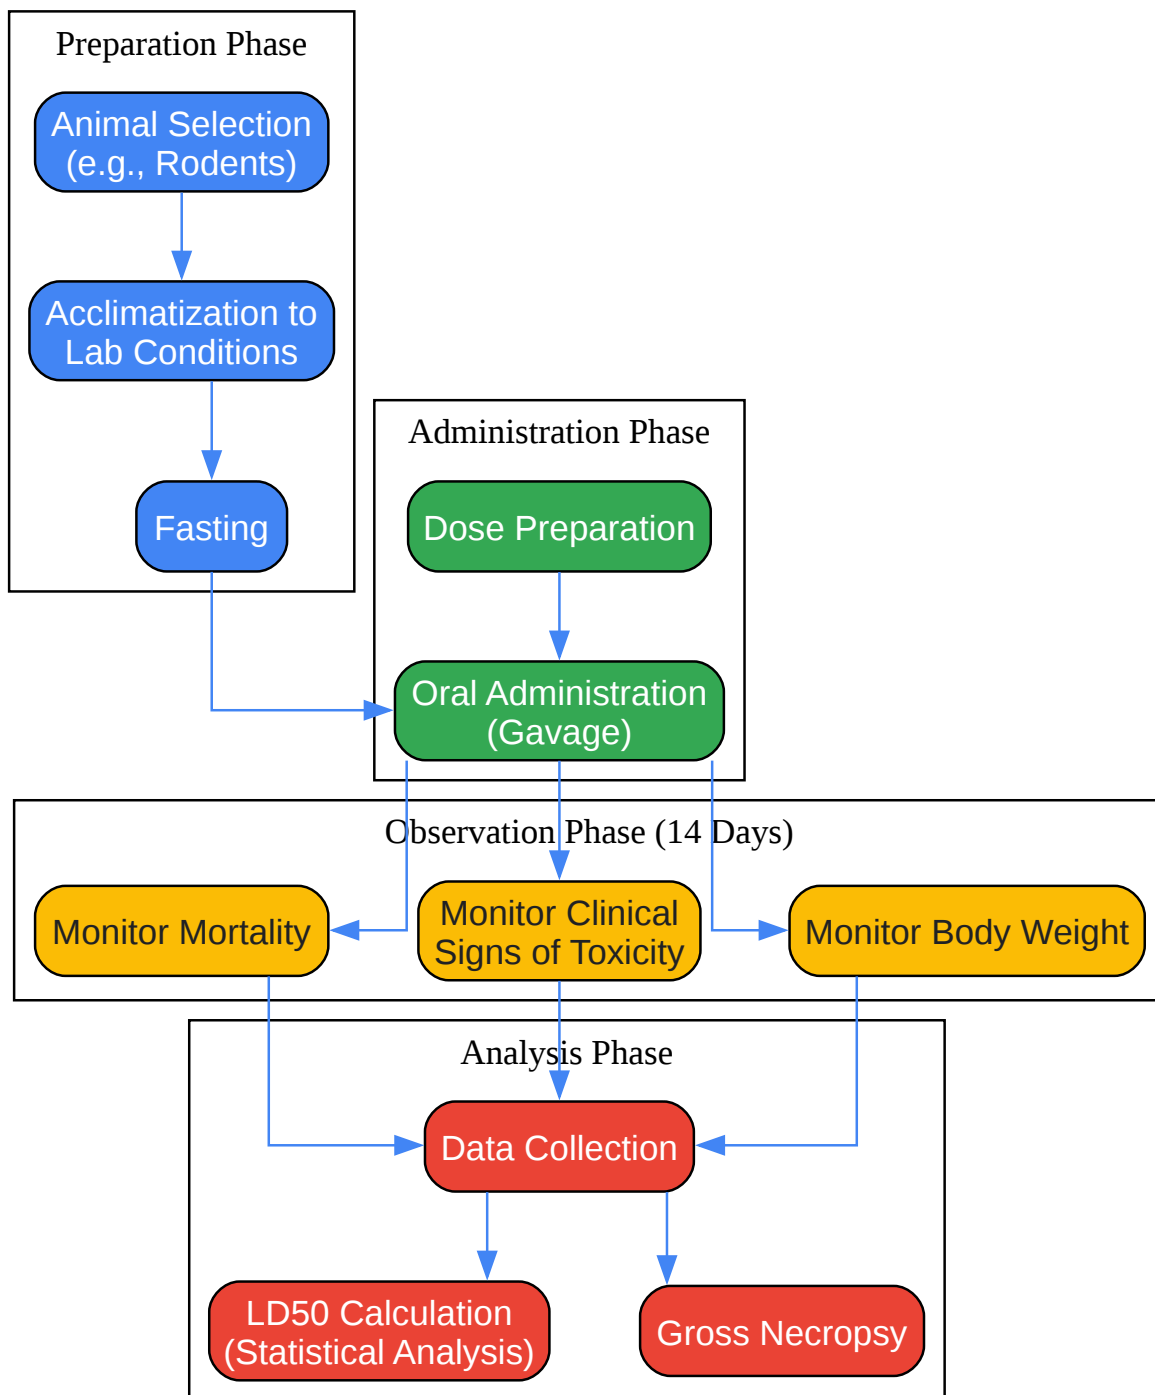 Preparation Phase
Animal Selection
(e.g., Rodents)
Acclimatization to
Lab Conditions
Fasting
Administration Phase
Dose Preparation
Oral Administration
(Gavage)
Observation Phase (14 Days)
Monitor Mortality
Monitor Clinical
Signs of Toxicity
Monitor Body Weight
Analysis Phase
Data Collection
LD50 Calculation
(Statistical Analysis)
Gross Necropsy